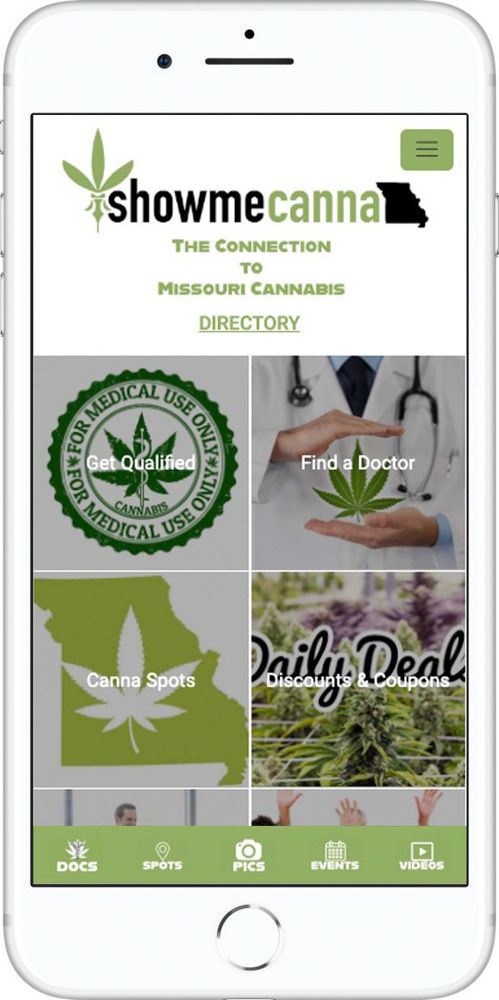 showmecanna
The Connection
to
Missouri Cannabis
DIRECTORY
FOR MEDICAL USE ONLY
Get Qualified
CANNABIS
FOR MEDICAL USE ONLY
Find a Doctor
Canna Spots
Daily Deals
Discounts & Coupons
DOCS
SPOTS
PICS
EVENTS
VIDEOS